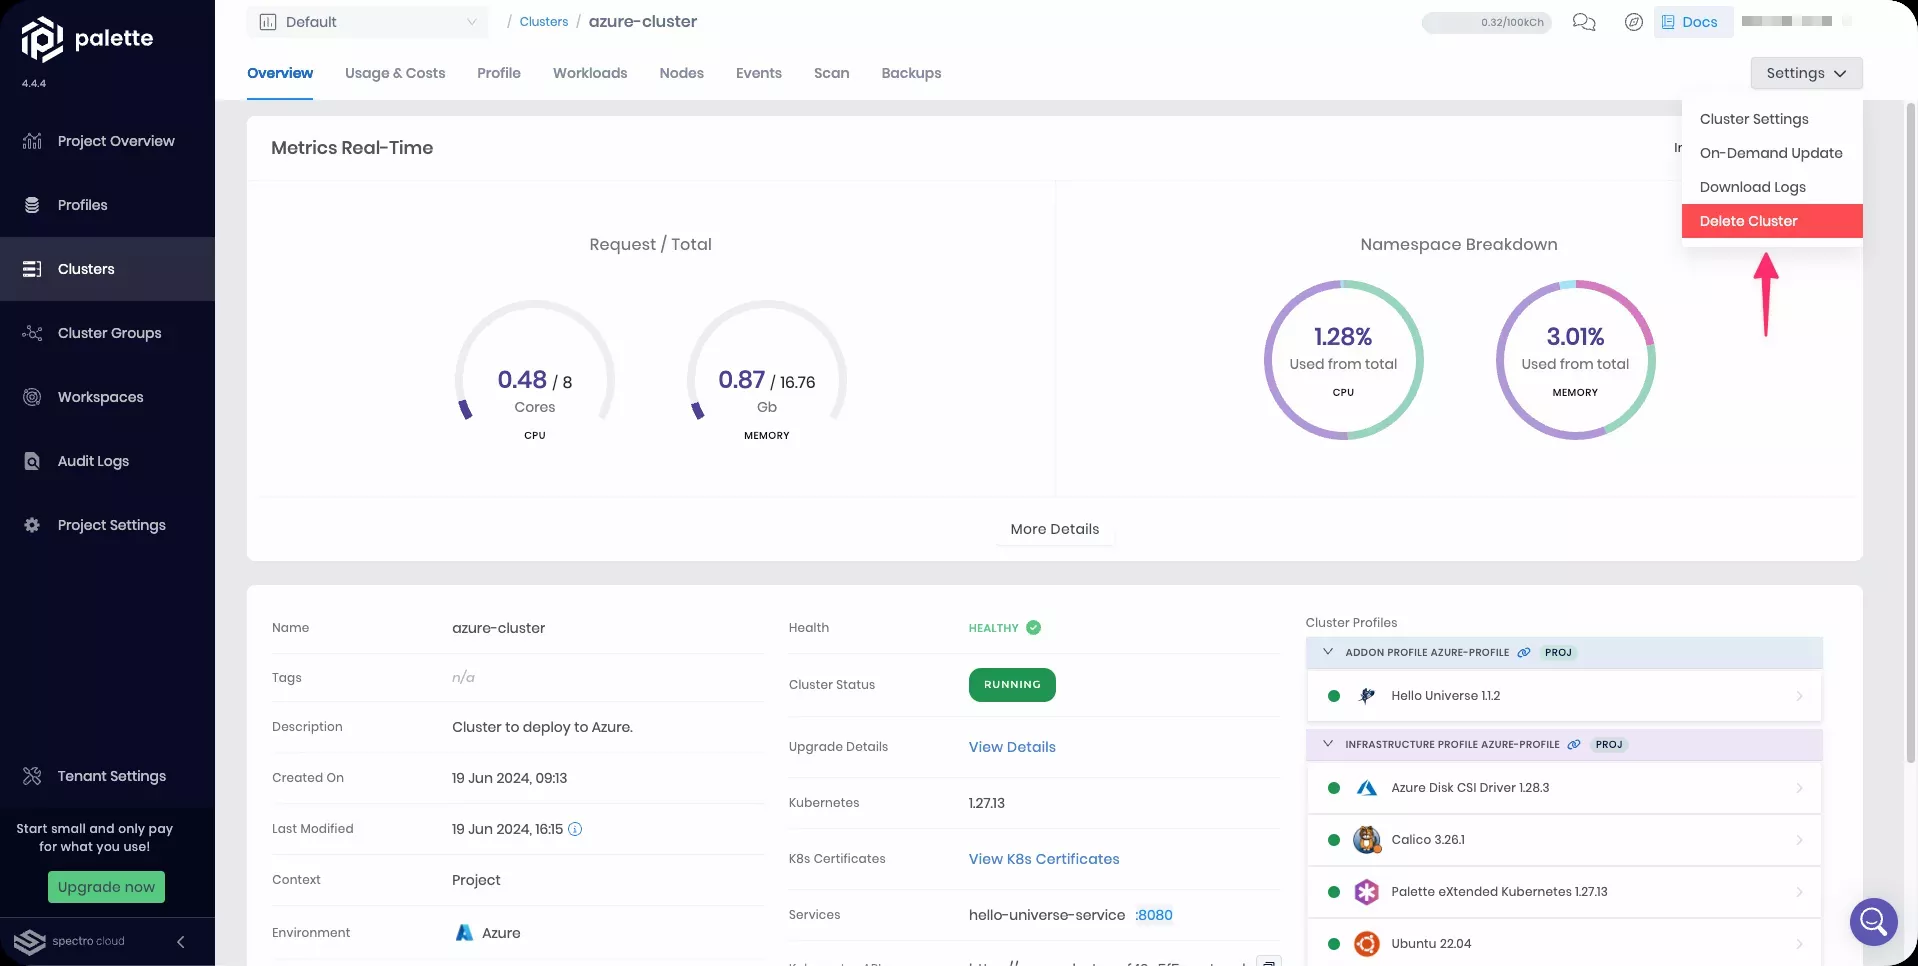 palette
4.4.4
Project Overview
Profiles
Clusters
Cluster Groups
Workspaces
Audit Logs
Project Settings
Tenant Settings
Start small and only pay
for what you use!
Upgrade now
spectro cloud
Default
/ Clusters / azure-cluster
0.32/100kCh
Docs
Overview
Usage & Costs
Profile
Workloads
Nodes
Events
Scan
Backups
Settings
Cluster Settings
On-Demand Update
Download Logs
Delete Cluster
Metrics Real-Time
Request / Total
0.48 / 8
Cores
CPU
0.87 / 16.76
Gb
MEMORY
Namespace Breakdown
1.28%
Used from total
CPU
3.01%
Used from total
MEMORY
More Details
Name azure-cluster
Tags n/a
Description Cluster to deploy to Azure.
Created On 19 Jun 2024, 09:13
Last Modified 19 Jun 2024, 16:15
Context Project
Environment Azure
Health HEALTHY
Cluster Status RUNNING
Upgrade Details View Details
Kubernetes 1.27.13
K8s Certificates View K8s Certificates
Services hello-universe-service :8080
Cluster Profiles
ADDON PROFILE AZURE-PROFILE PROJ
Hello Universe 1.1.2
INFRASTRUCTURE PROFILE AZURE-PROFILE PROJ
Azure Disk CSI Driver 1.28.3
Calico 3.26.1
Palette eXtended Kubernetes 1.27.13
Ubuntu 22.04